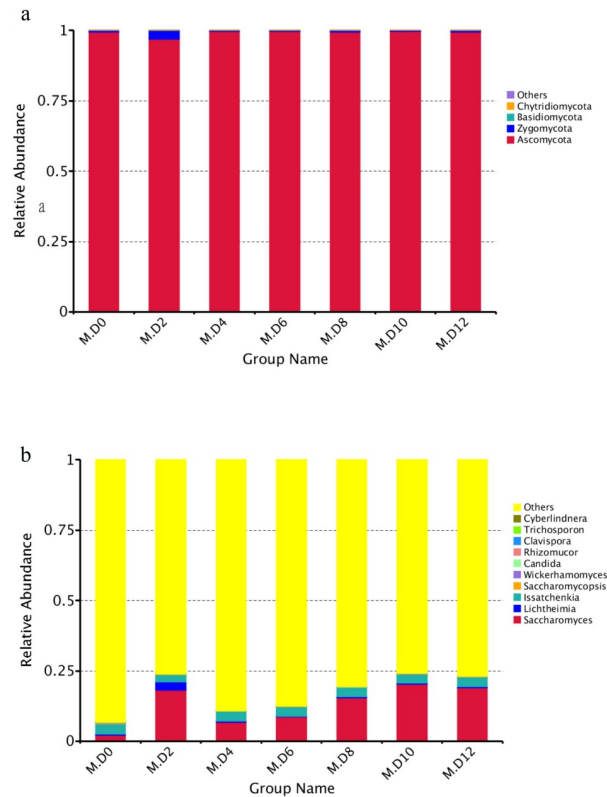 a
1
0.75
0.5
0.25
0
Relative Abundance
a
M.D0
M.D2
M.D4
M.D6
M.D8
M.D10
M.D12
Group Name
Others
Chytridiomycota
Basidiomycota
Zygomycota
Ascomycota
b
1
0.75
0.5
0.25
0
Relative Abundance
M.D0
M.D2
M.D4
M.D6
M.D8
M.D10
M.D12
Group Name
Others
Cyberlindnera
Trichosporon
Clavispora
Rhizomucor
Candida
Wickerhamomyces
Saccharomycopsis
Issatchenkia
Lichtheimia
Saccharomyces